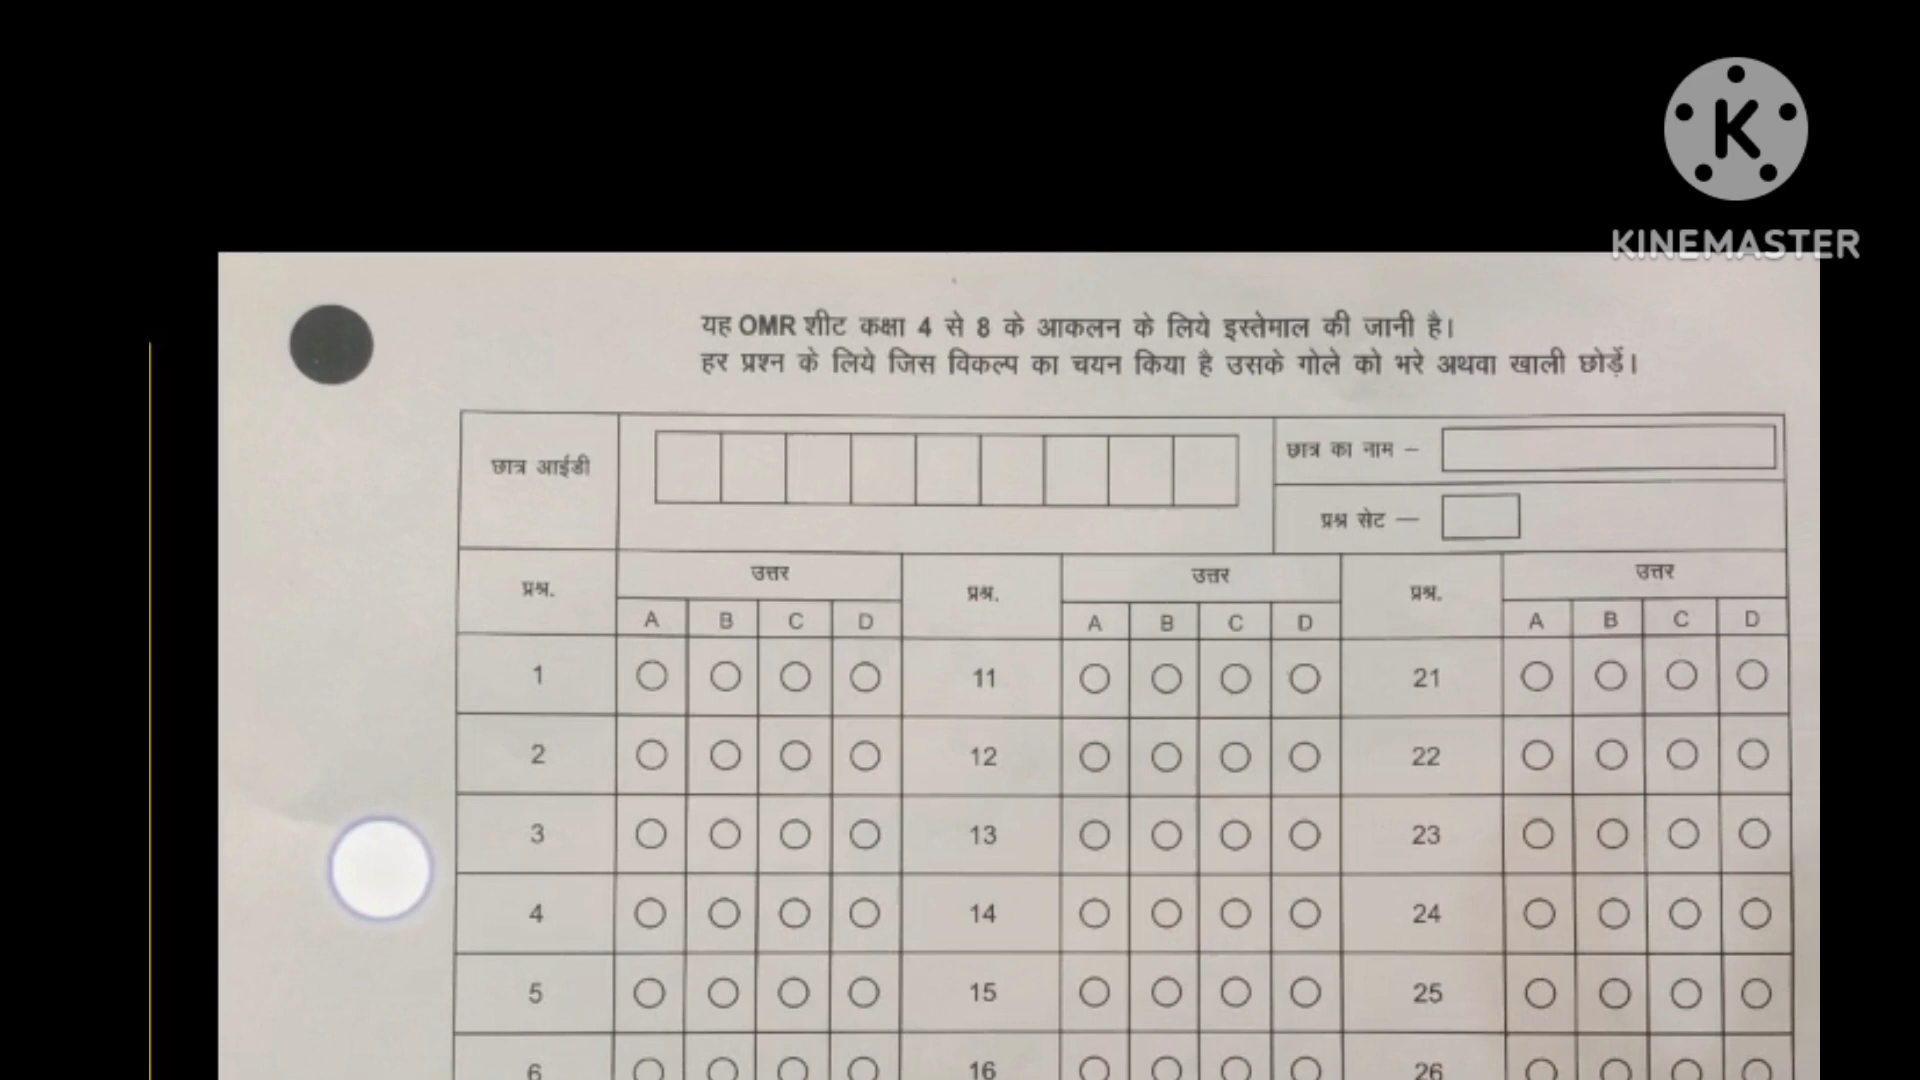 K
KINEMASTER
यह OMR शीट कक्षा 4 से 8 के आकलन के लिये इस्तेमाल की जानी है।
हर प्रश्न के लिये जिस विकल्प का चयन किया है उसके गोले को भरे अथवा खाली छोड़ें।
छात्र आईडी
छात्र का नाम –
प्रश्न सेट —
प्रश्न. उत्तर प्रश्न. उत्तर प्रश्न. उत्तर
A B C D A B C D A B C D
1 11 21
2 12 22
3 13 23
4 14 24
5 15 25
6 16 26